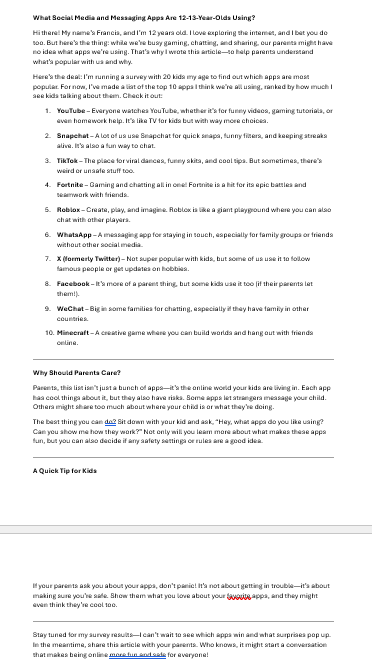 What Social Media and Messaging Apps Are 12-13-Year-Olds Using?
Hi there! My name's Francis, and I'm 12 years old. I love exploring the internet, and I bet you do
too. But here's the thing: while we're busy gaming, chatting, and sharing, our parents might have
no idea what apps we're using. That's why I wrote this article—to help parents understand
what's popular with us and why.
Here's the deal: I'm running a survey with 20 kids my age to find out which apps are most
popular. For now, I've made a list of the top 10 apps I think we're all using, ranked by how much I
see kids talking about them. Check it out:
1. YouTube – Everyone watches YouTube, whether it's for funny videos, gaming tutorials, or
even homework help. It's like TV for kids but with way more choices.
2. Snapchat – A lot of us use Snapchat for quick snaps, funny filters, and keeping streaks
alive. It's also a fun way to chat.
3. TikTok – The place for viral dances, funny skits, and cool tips. But sometimes, there's
weird or unsafe stuff too.
4. Fortnite – Gaming and chatting all in one! Fortnite is a hit for its epic battles and
teamwork with friends.
5. Roblox – Create, play, and imagine. Roblox is like a giant playground where you can also
chat with other players.
6. WhatsApp – A messaging app for staying in touch, especially for family groups or friends
without other social media.
7. X (formerly Twitter) – Not super popular with kids, but some of us use it to follow
famous people or get updates on hobbies.
8. Facebook – It's more of a parent thing, but some kids use it too (if their parents let
them!).
9. WeChat – Big in some families for chatting, especially if they have family in other
countries.
10. Minecraft – A creative game where you can build worlds and hang out with friends
online.
Why Should Parents Care?
Parents, this list isn't just a bunch of apps—it's the online world your kids are living in. Each app
has cool things about it, but they also have risks. Some apps let strangers message your child.
Others might share too much about where your child is or what they're doing.
The best thing you can do? Sit down with your kid and ask, "Hey, what apps do you like using?
Can you show me how they work?" Not only will you learn more about what makes these apps
fun, but you can also decide if any safety settings or rules are a good idea.
A Quick Tip for Kids
If your parents ask you about your apps, don't panic! It's not about getting in trouble—it's about
making sure you're safe. Show them what you love about your favorite apps, and they might
even think they're cool too.
Stay tuned for my survey results—I can't wait to see which apps win and what surprises pop up.
In the meantime, share this article with your parents. Who knows, it might start a conversation
that makes being online more fun and safe for everyone!